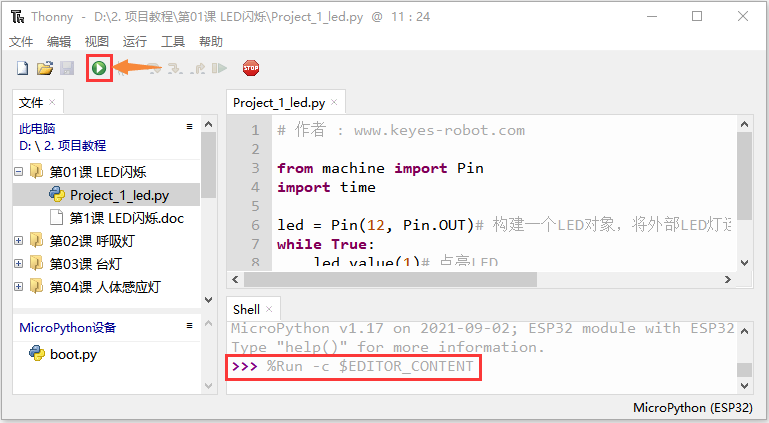 Thonny - D:\2. 项目教程\第01课 LED闪烁\Project_1_led.py @ 11 : 24
文件 编辑 视图 运行 工具 帮助
STOP
文件
此电脑
D: \ 2. 项目教程
第01课 LED闪烁
Project_1_led.py
第1课 LED闪烁.doc
第02课 呼吸灯
第03课 台灯
第04课 人体感应灯
MicroPython设备
boot.py
Project_1_led.py
1 # 作者 : www.keyes-robot.com
2
3 from machine import Pin
4 import time
5
6 led = Pin(12, Pin.OUT)# 构建一个LED对象，将外部LED灯连
7 while True:
8 led.value(1)# 点亮LED
Shell
MicroPython v1.17 on 2021-09-02; ESP32 module with ESP32
Type "help()" for more information.
>>> %Run -c $EDITOR_CONTENT
MicroPython (ESP32)